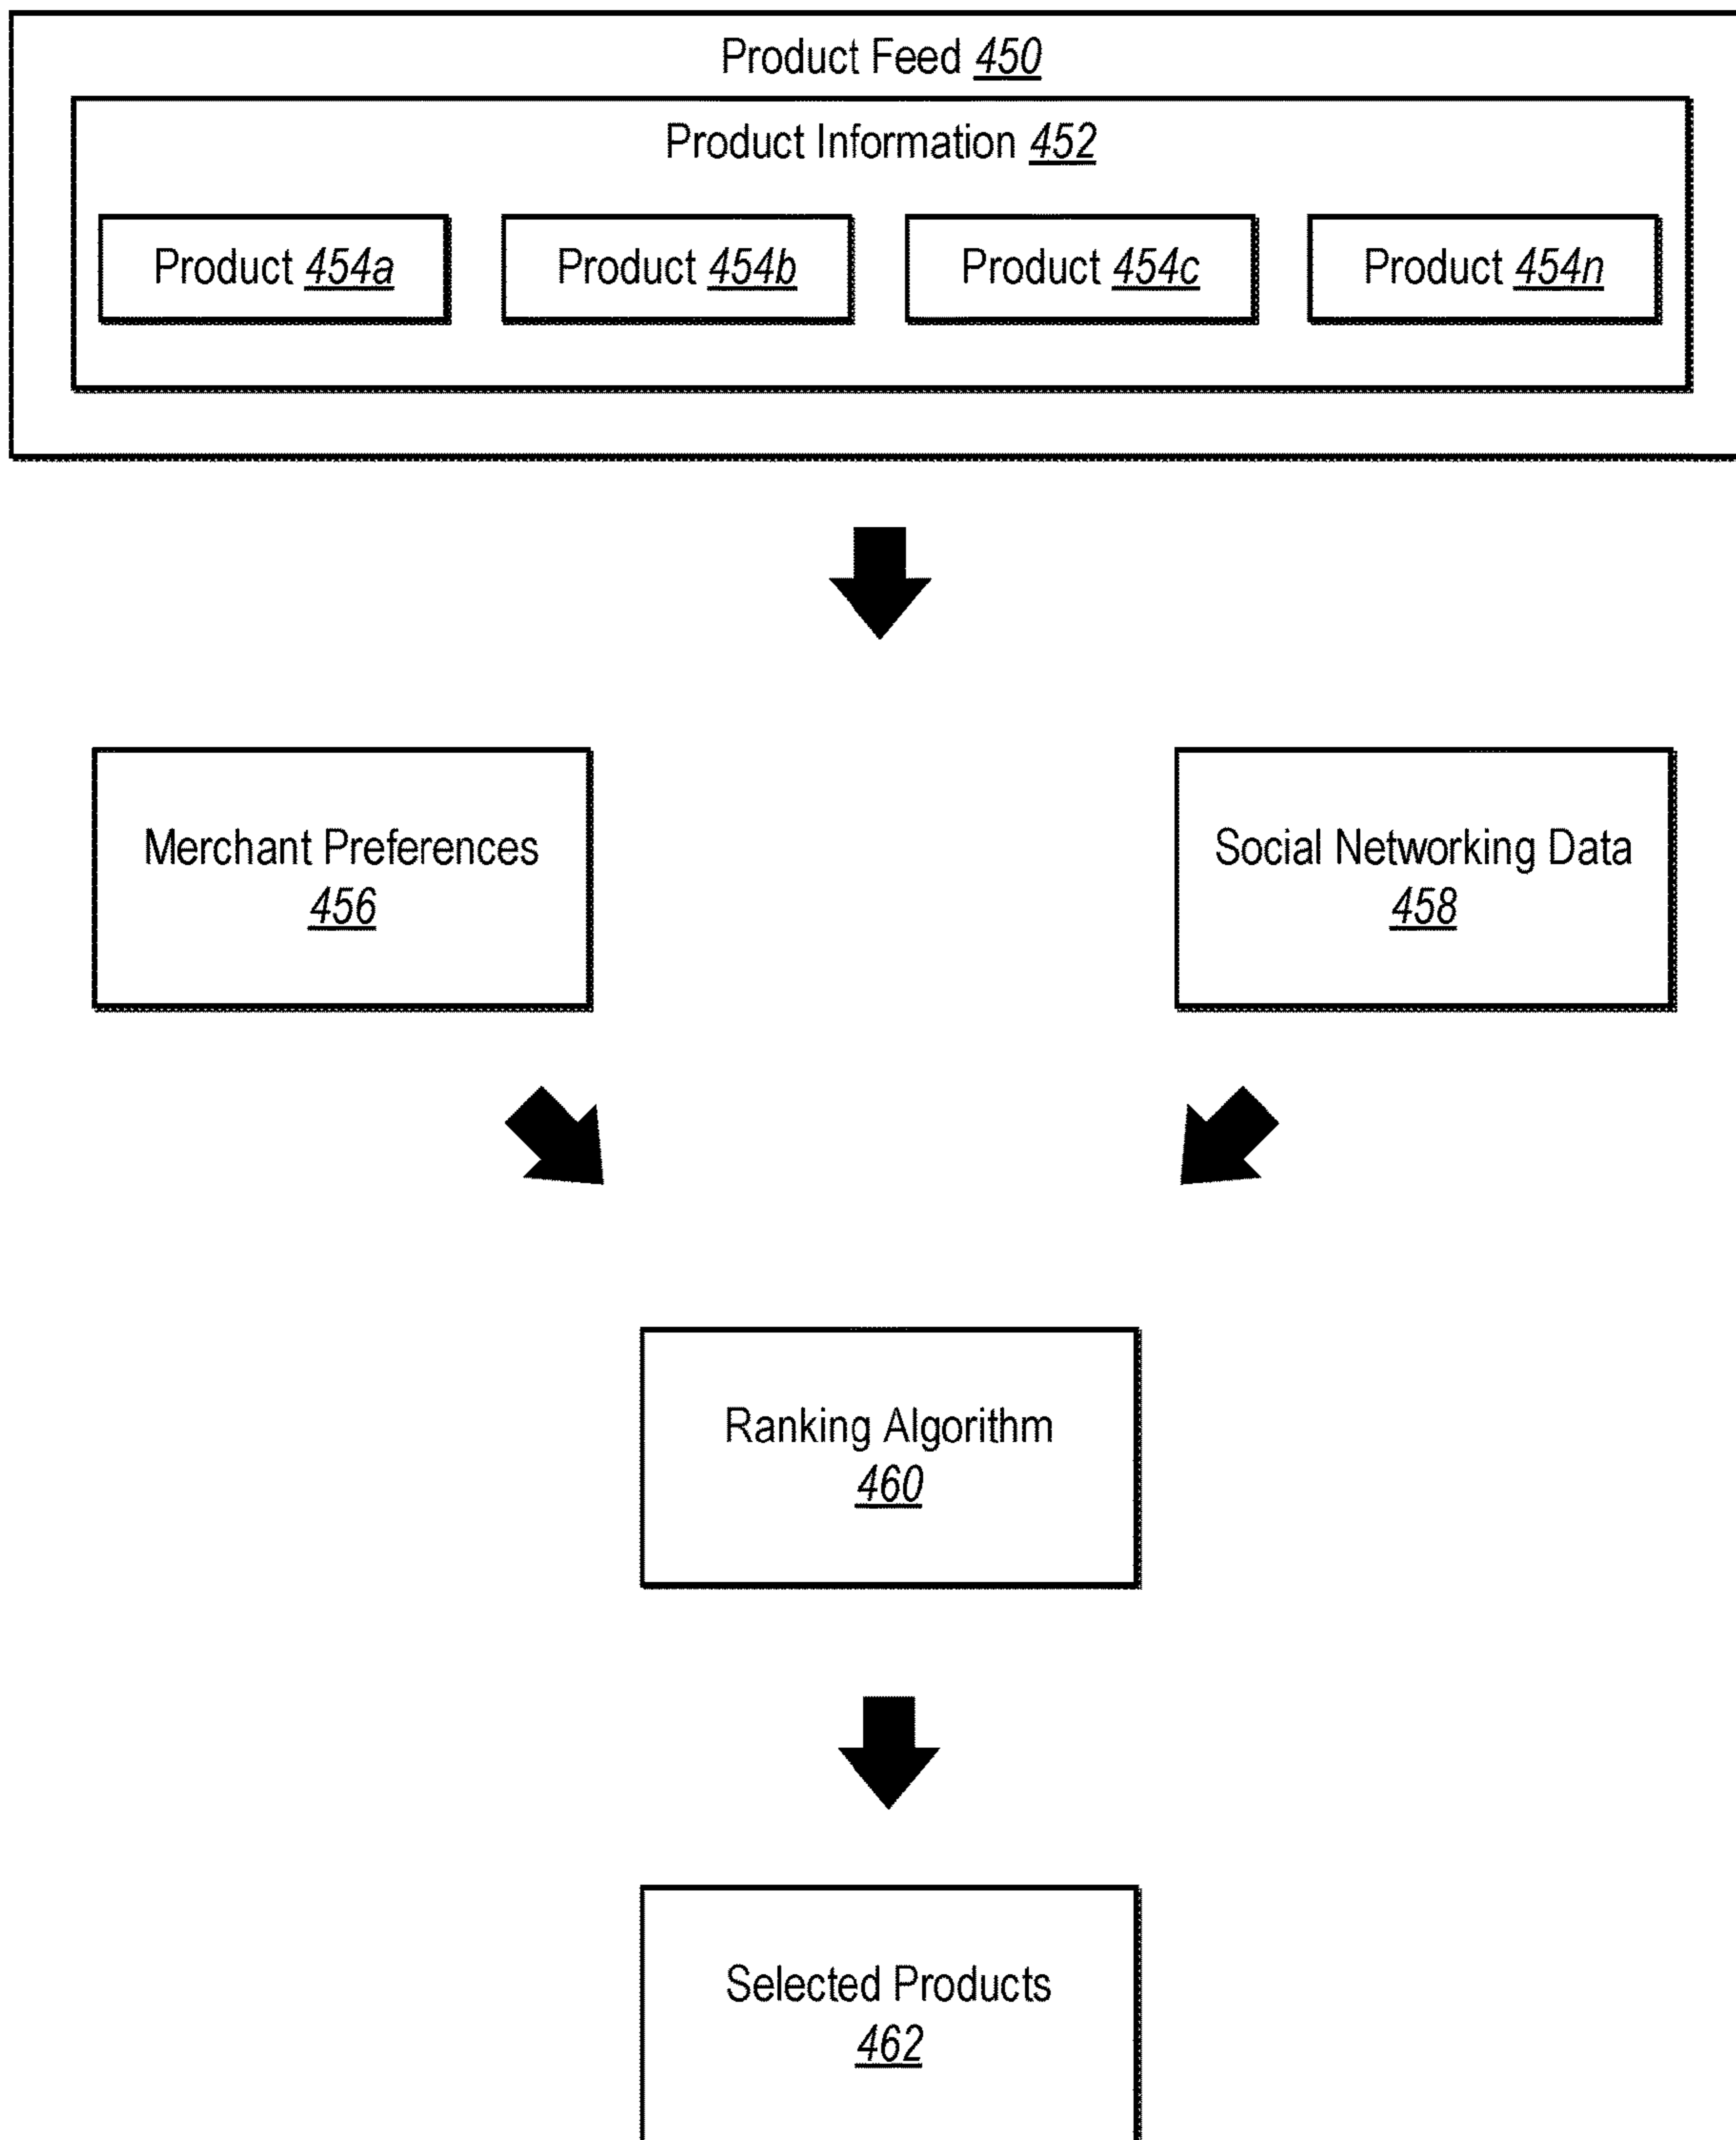 Product Feed 450
Product Information 452
Product 454a
Product 454b
Product 454c
Product 454n
Merchant Preferences
456
Social Networking Data
458
Ranking Algorithm
460
Selected Products
462